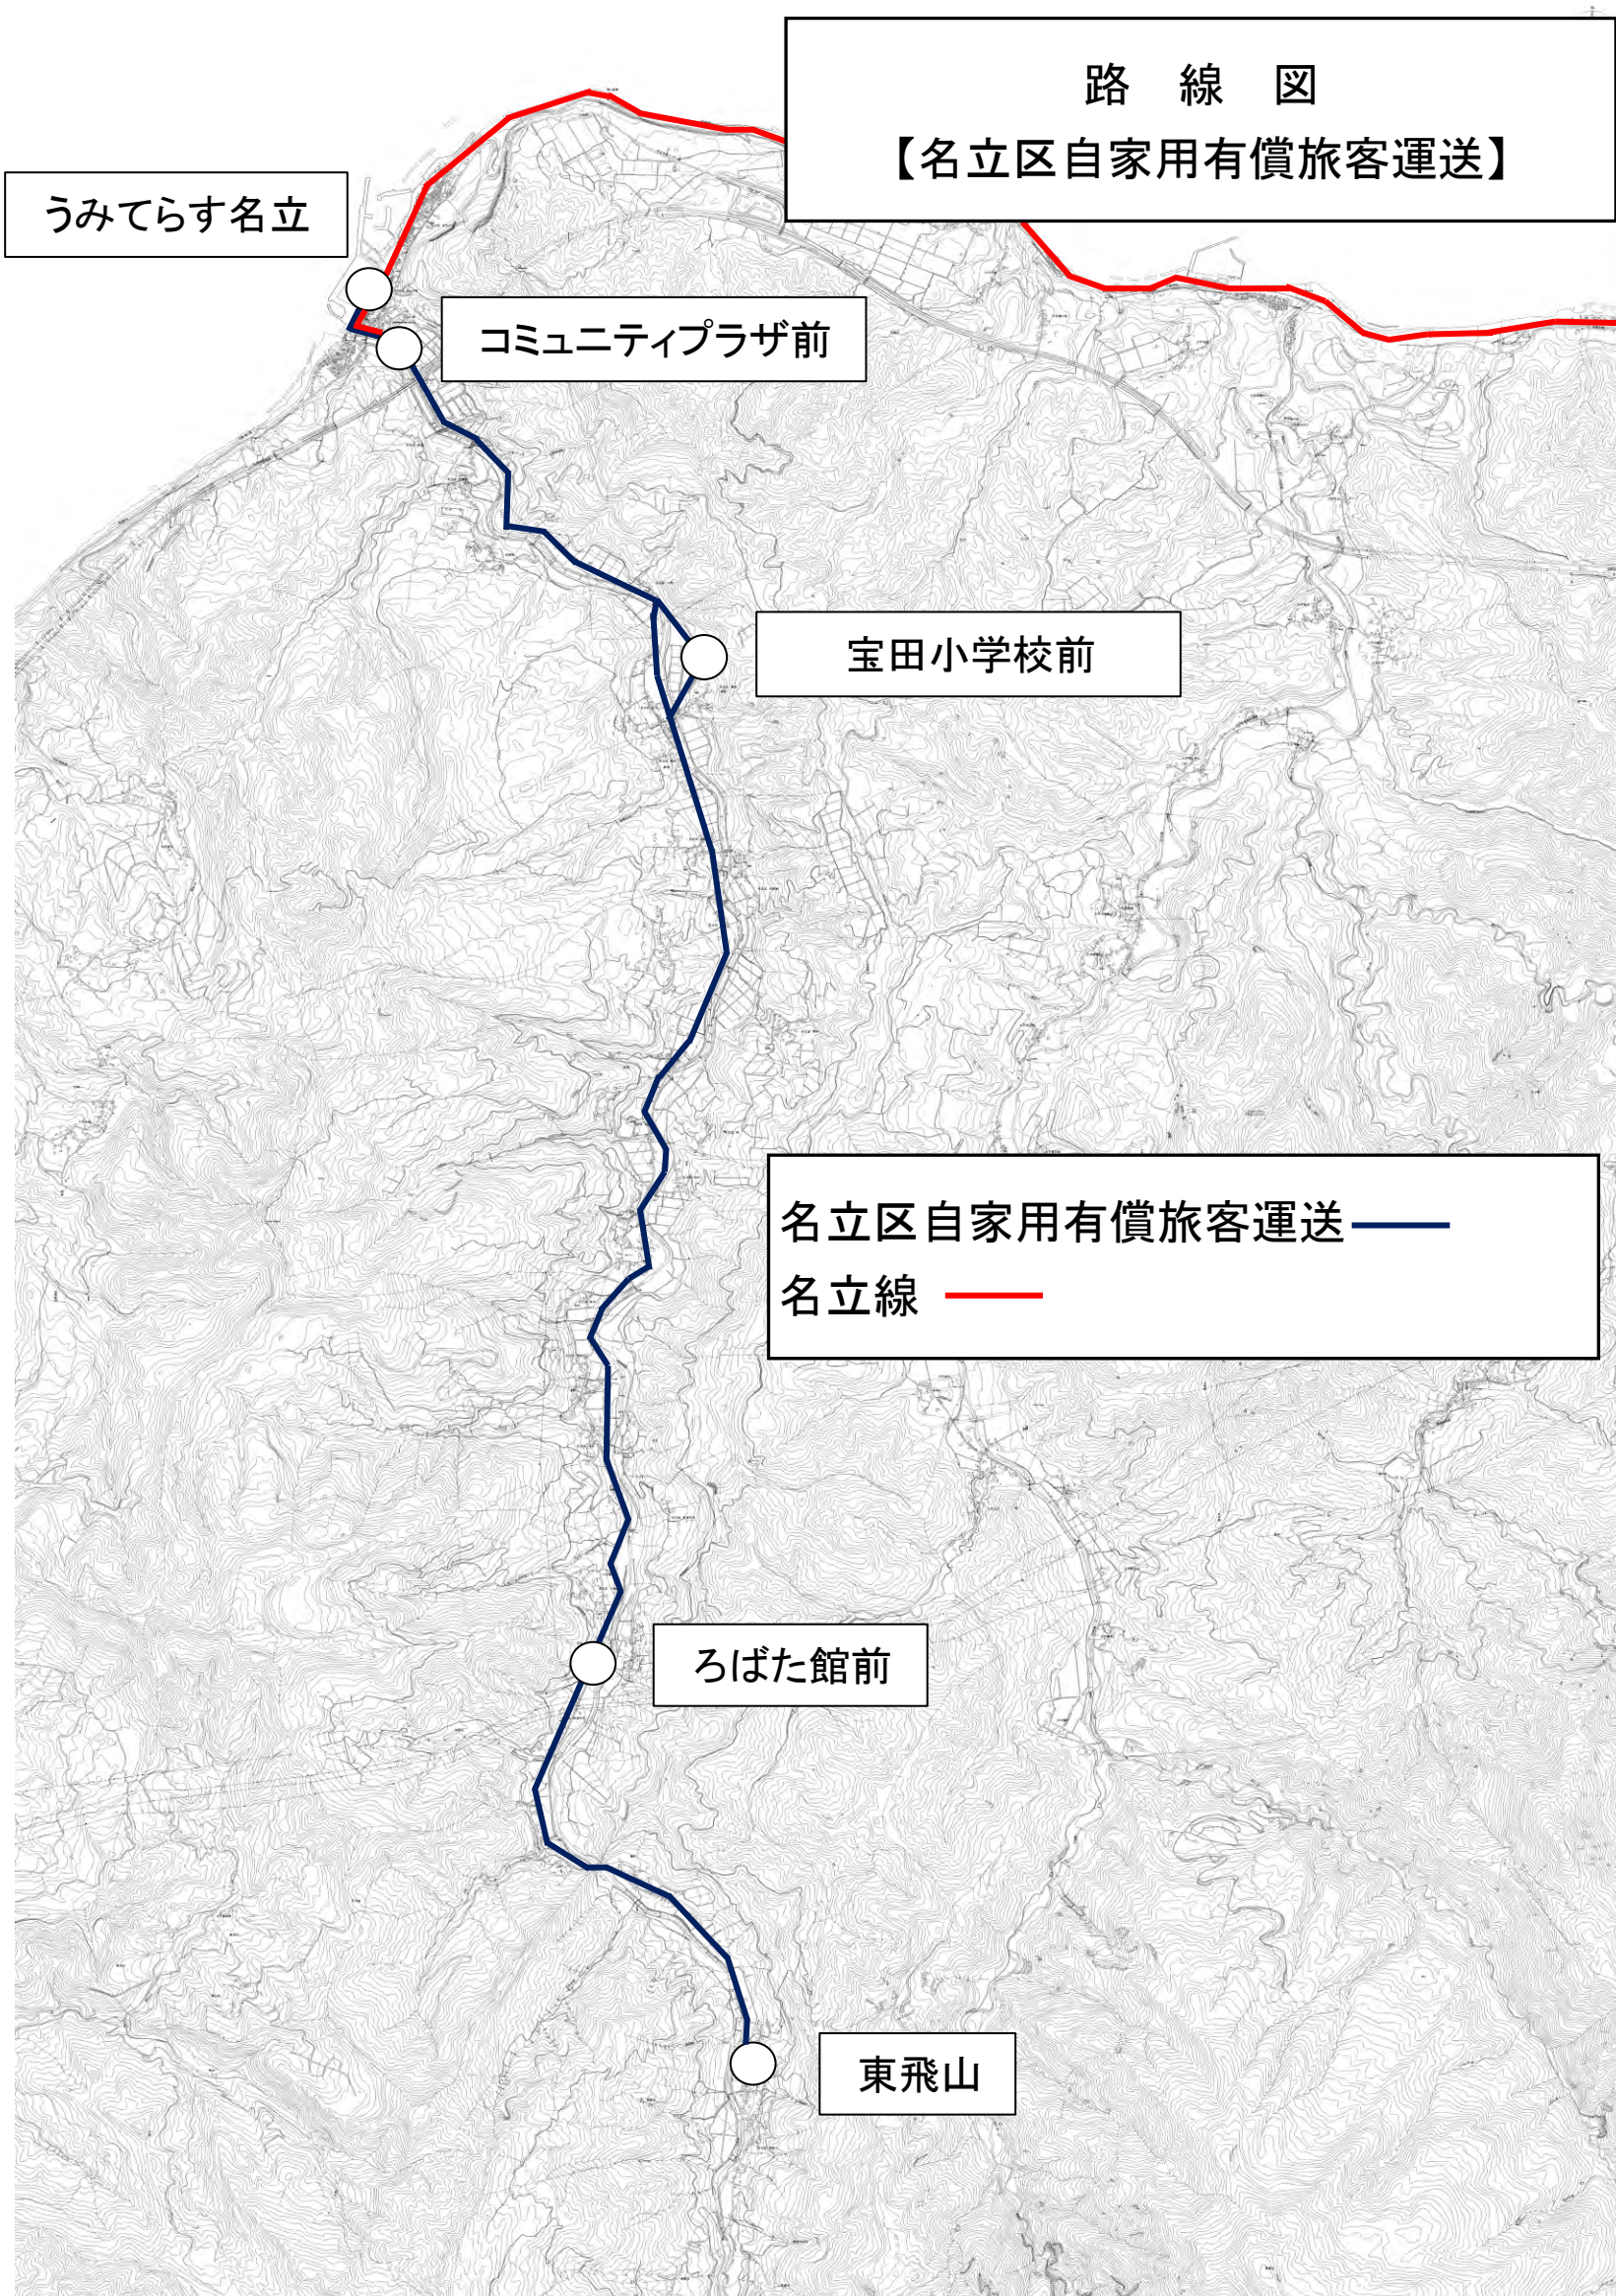 路 線 図
【名立区自家用有償旅客運送】
うみてらす名立
コミュニティプラザ前
宝田小学校前
名立区自家用有償旅客運送
名立線
ろばた館前
東飛山